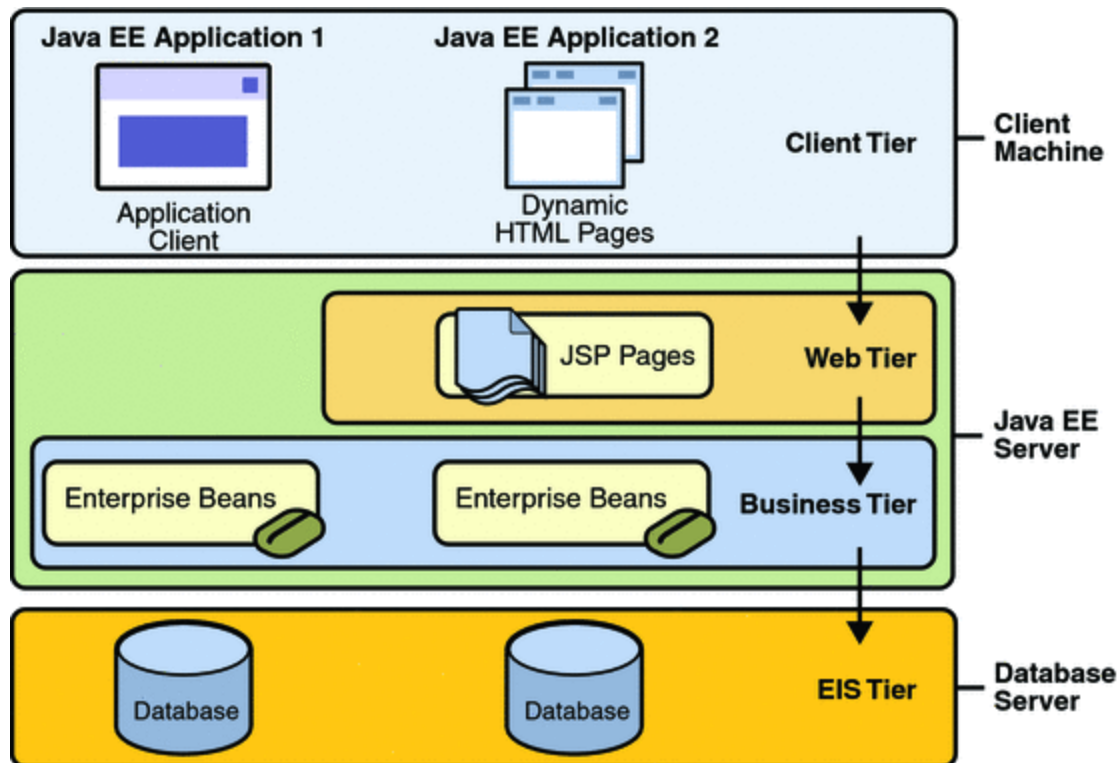 Java EE Application 1
Java EE Application 2
Application
Client
Dynamic
HTML Pages
Client Tier
Client
Machine
JSP Pages
Web Tier
Java EE
Server
Enterprise Beans
Enterprise Beans
Business Tier
Database
Database
EIS Tier
Database
Server